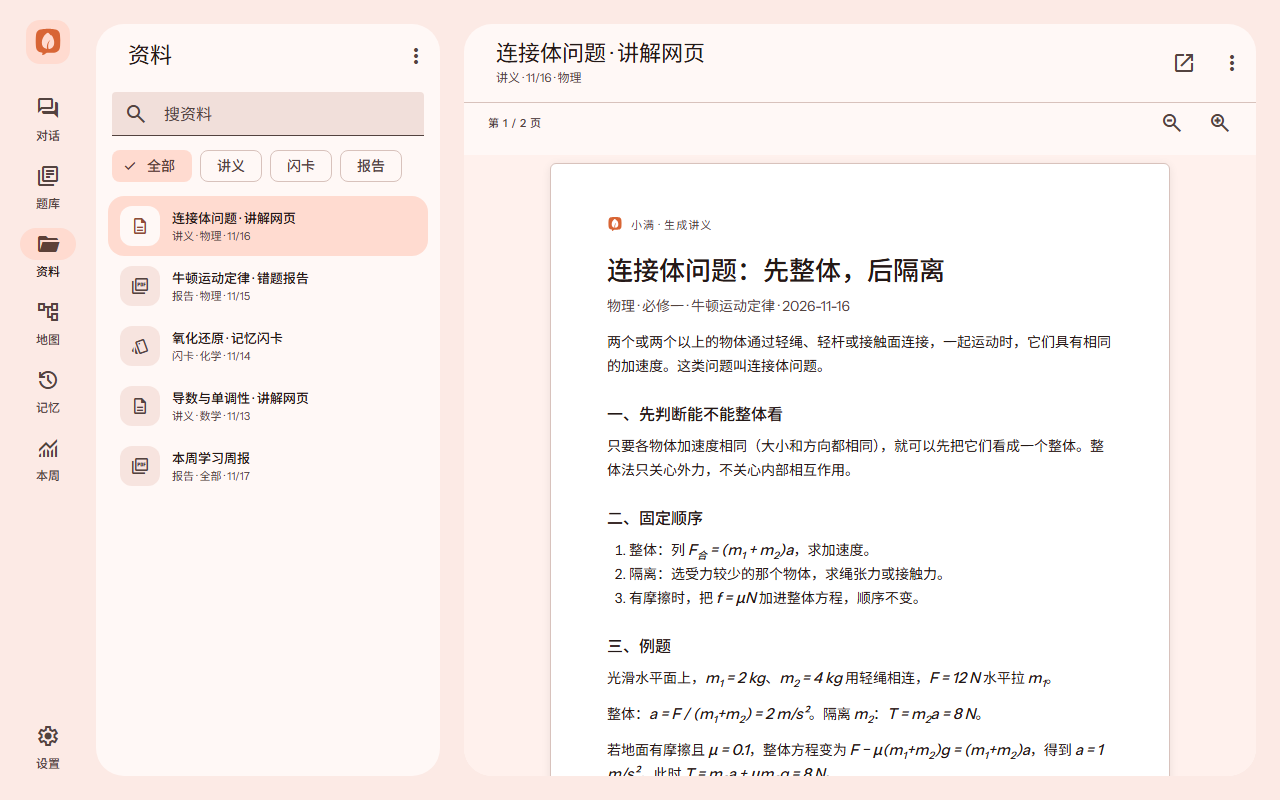 对话
题库
资料
地图
记忆
本周
设置
资料
搜资料
全部
讲义
闪卡
报告
连接体问题·讲解网页
讲义·物理·11/16
牛顿运动定律·错题报告
报告·物理·11/15
氧化还原·记忆闪卡
闪卡·化学·11/14
导数与单调性·讲解网页
讲义·数学·11/13
本周学习周报
报告·全部·11/17
连接体问题·讲解网页
讲义·11/16·物理
第 1 / 2 页
小满 · 生成讲义
连接体问题：先整体，后隔离
物理·必修一·牛顿运动定律·2026-11-16
两个或两个以上的物体通过轻绳、轻杆或接触面连接，一起运动时，它们具有相同
的加速度。这类问题叫连接体问题。
一、先判断能不能整体看
只要各物体加速度相同（大小和方向都相同），就可以先把它们看成一个整体。整
体法只关心外力，不关心内部相互作用。
二、固定顺序
1. 整体：列 F合 = (m₁ + m₂)a，求加速度。
2. 隔离：选受力较少的那个物体，求绳张力或接触力。
3. 有摩擦时，把 f = μN 加进整体方程，顺序不变。
三、例题
光滑水平面上，m₁ = 2 kg、m₂ = 4 kg 用轻绳相连，F = 12 N 水平拉 m₁。
整体：a = F / (m₁+m₂) = 2 m/s²。隔离 m₂：T = m₂a = 8 N。
若地面有摩擦且 μ = 0.1，整体方程变为 F − μ(m₁+m₂)g = (m₁+m₂)a，得到 a = 1
m/s²，此时 T = m₂a + μm₂g = 8 N。